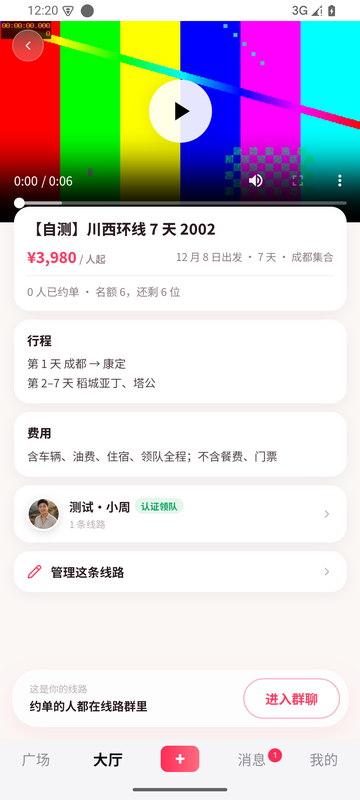 12:20
3G
00:00:00.000
0
0:00 / 0:06
【自测】川西环线 7 天 2002
¥3,980 / 人起
12 月 8 日出发 · 7 天 · 成都集合
0 人已约单 · 名额 6，还剩 6 位
行程
第 1 天 成都 → 康定
第 2–7 天 稻城亚丁、塔公
费用
含车辆、油费、住宿、领队全程；不含餐费、门票
测试·小周 认证领队
1 条线路
管理这条线路
这是你的线路
约单的人都在线路群里
进入群聊
广场 大厅 消息 1 我的